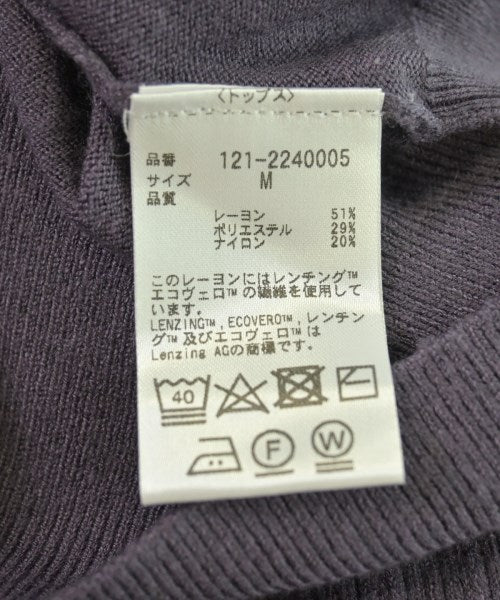 〈トップス〉
品番 121-2240005
サイズ M
品質
レーヨン 51%
ポリエステル 29%
ナイロン 20%
このレーヨンにはレンチング™
エコヴェロ™の繊維を使用して
います。
LENZING™,ECOVERO™,レンチン
グ™及びエコヴェロ™は
Lenzing AGの商標です。
40
F W